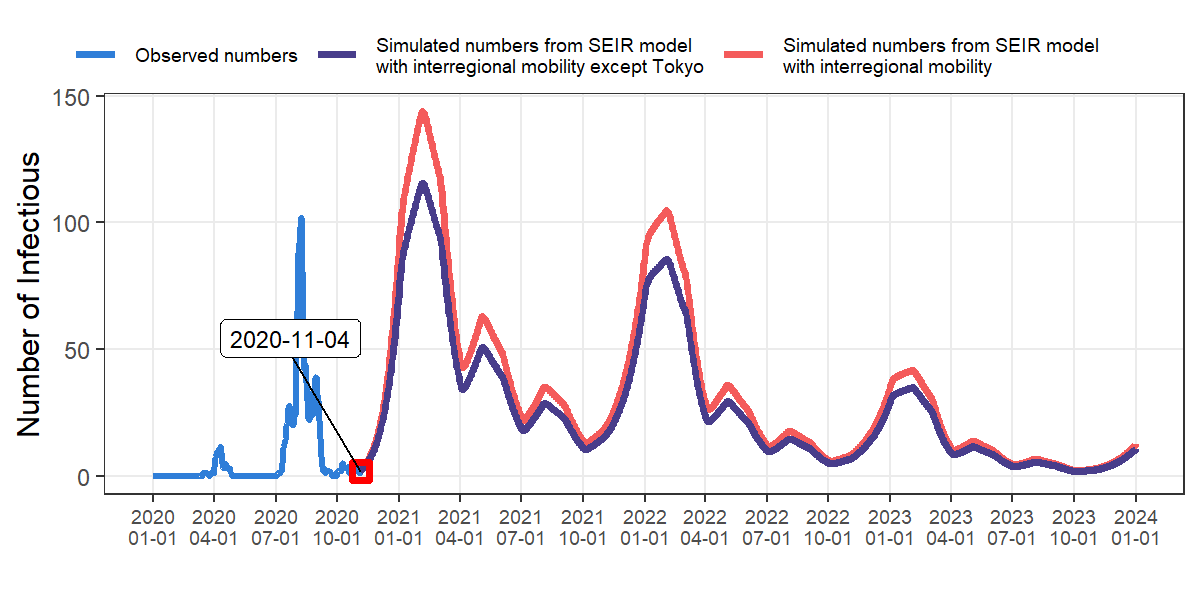 Observed numbers
Simulated numbers from SEIR model
with interregional mobility except Tokyo
Simulated numbers from SEIR model
with interregional mobility
Number of Infectious
150
100
50
0
2020-11-04
2020 2020 2020 2020 2021 2021 2021 2021 2022 2022 2022 2022 2023 2023 2023 2023 2024
01-01 04-01 07-01 10-01 01-01 04-01 07-01 10-01 01-01 04-01 07-01 10-01 01-01 04-01 07-01 10-01 01-01